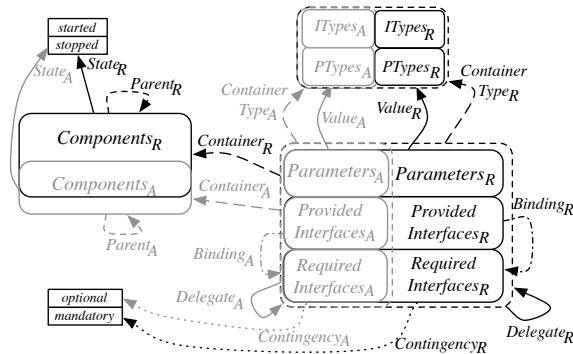 started
stopped
ITypes_A ITypes_R
PTypes_A PTypes_R
State_A
State_R
Parent_R
Container
Type_A
Value_A
Value_R
Container
Type_R
Components_R
Components_A
Parent_A
Container_R
Container_A
Parameters_A Parameters_R
Provided
Interfaces_A
Provided
Interfaces_R
Binding_R
Binding_A
Required
Interfaces_A
Required
Interfaces_R
Delegate_A
Delegate_R
optional
mandatory
Contingency_A
Contingency_R